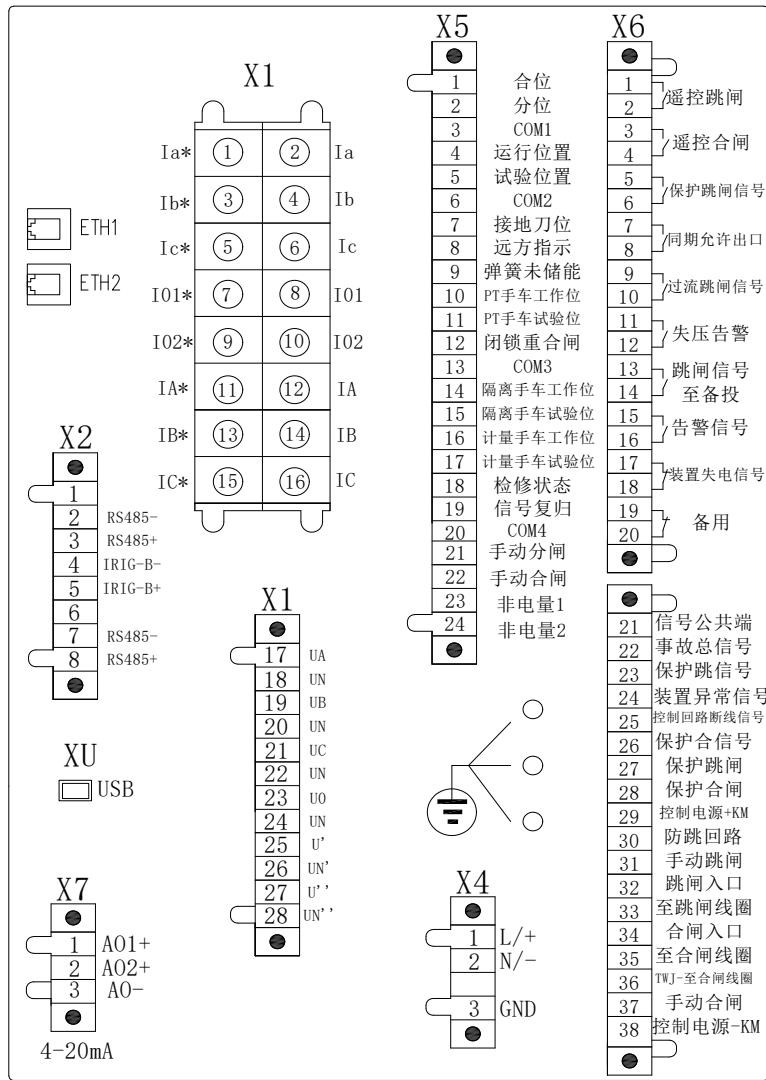 X1
Ia* 1 2 Ia
Ib* 3 4 Ib
Ic* 5 6 Ic
I01* 7 8 I01
I02* 9 10 I02
IA* 11 12 IA
IB* 13 14 IB
IC* 15 16 IC
ETH1
ETH2
X2
1
2 RS485-
3 RS485+
4 IRIG-B-
5 IRIG-B+
6
7 RS485-
8 RS485+
XU
USB
X7
1 AO1+
2 AO2+
3 AO-
4-20mA
X1
17 UA
18 UN
19 UB
20 UN
21 UC
22 UN
23 U0
24 UN
25 U'
26 UN'
27 U''
28 UN''
X5
1 合位
2 分位
3 COM1
4 运行位置
5 试验位置
6 COM2
7 接地刀位
8 远方指示
9 弹簧未储能
10 PT手车工作位
11 PT手车试验位
12 闭锁重合闸
13 COM3
14 隔离手车工作位
15 隔离手车试验位
16 计量手车工作位
17 计量手车试验位
18 检修状态
19 信号复归
20 COM4
21 手动分闸
22 手动合闸
23 非电量1
24 非电量2
X4
1 L/+
2 N/-
3 GND
X6
1
2
遥控跳闸
3
4
遥控合闸
5
6
保护跳闸信号
7
8
同期允许出口
9
10
过流跳闸信号
11
12
失压告警
13
14
跳闸信号
至备投
15
16
告警信号
17
18
装置失电信号
19
20
备用
21 信号公共端
22 事故总信号
23 保护跳信号
24 装置异常信号
25 控制回路断线信号
26 保护合信号
27 保护跳闸
28 保护合闸
29 控制电源+KM
30 防跳回路
31 手动跳闸
32 跳闸入口
33 至跳闸线圈
34 合闸入口
35 至合闸线圈
36 TWJ-至合闸线圈
37 手动合闸
38 控制电源-KM